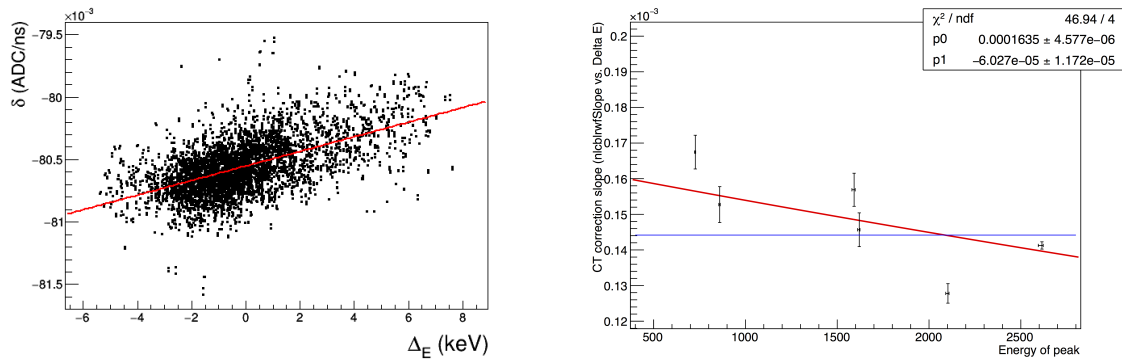 ×10⁻³
δ (ADC/ns)
−79.5
−80
−80.5
−81
−81.5
−6 −4 −2 0 2 4 6 8
Δ_E (keV)
×10⁻³
χ² / ndf 46.94 / 4
p0 0.0001635 ± 4.577e−06
p1 −6.027e−05 ± 1.172e−05
CT correction slope (nlcblrwfSlope vs. Delta E)
0.2
0.19
0.18
0.17
0.16
0.15
0.14
0.13
0.12
500 1000 1500 2000 2500
Energy of peak